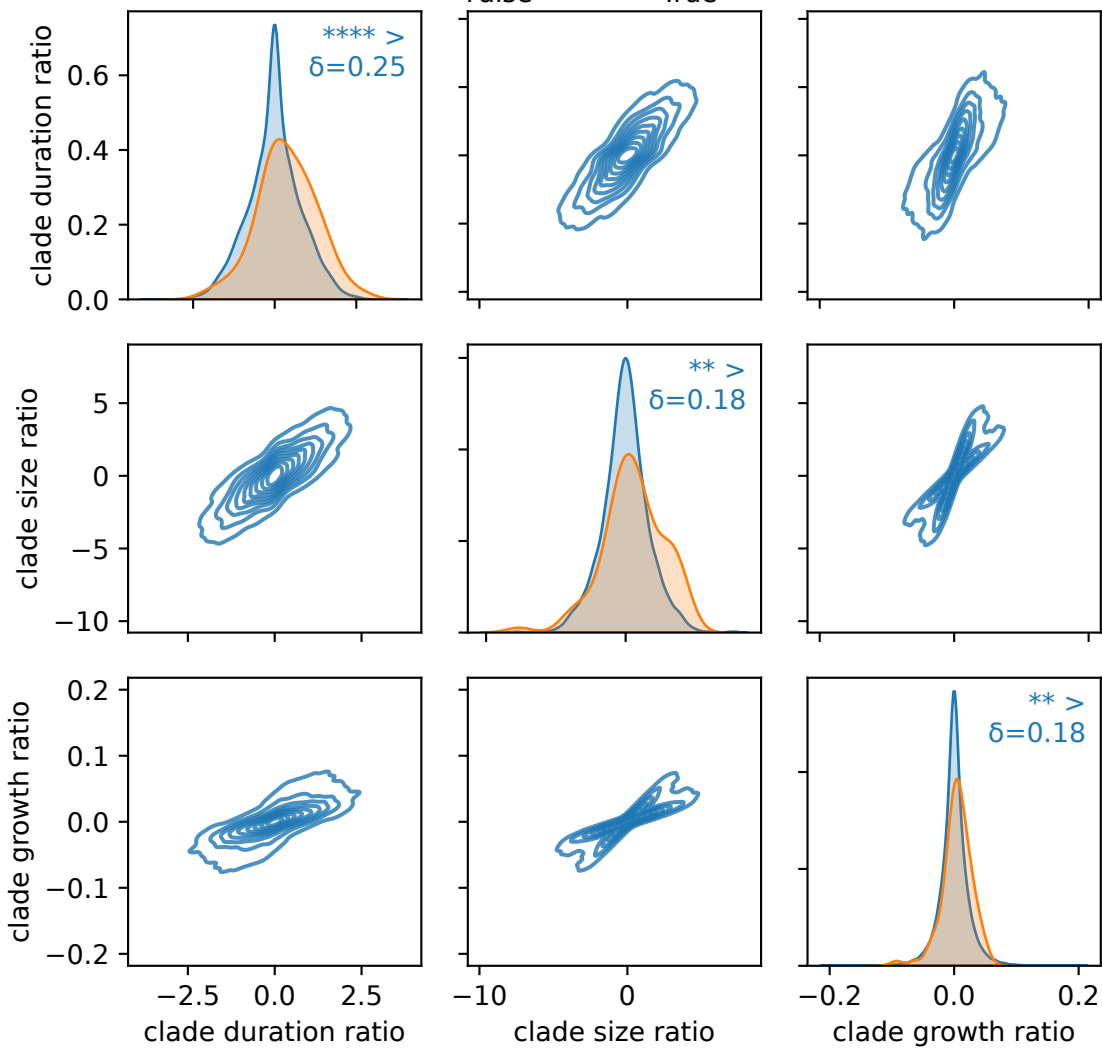 clade duration ratio
0.6
0.4
0.2
0.0
**** >
δ=0.25
clade size ratio
5
0
−5
−10
** >
δ=0.18
clade growth ratio
0.2
0.1
0.0
−0.1
−0.2
** >
δ=0.18
−2.5 0.0 2.5
−10 0
−0.2 0.0 0.2
clade duration ratio
clade size ratio
clade growth ratio